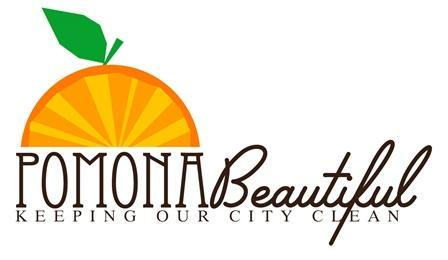 POMONA Beautiful
KEEPING OUR CITY CLEAN